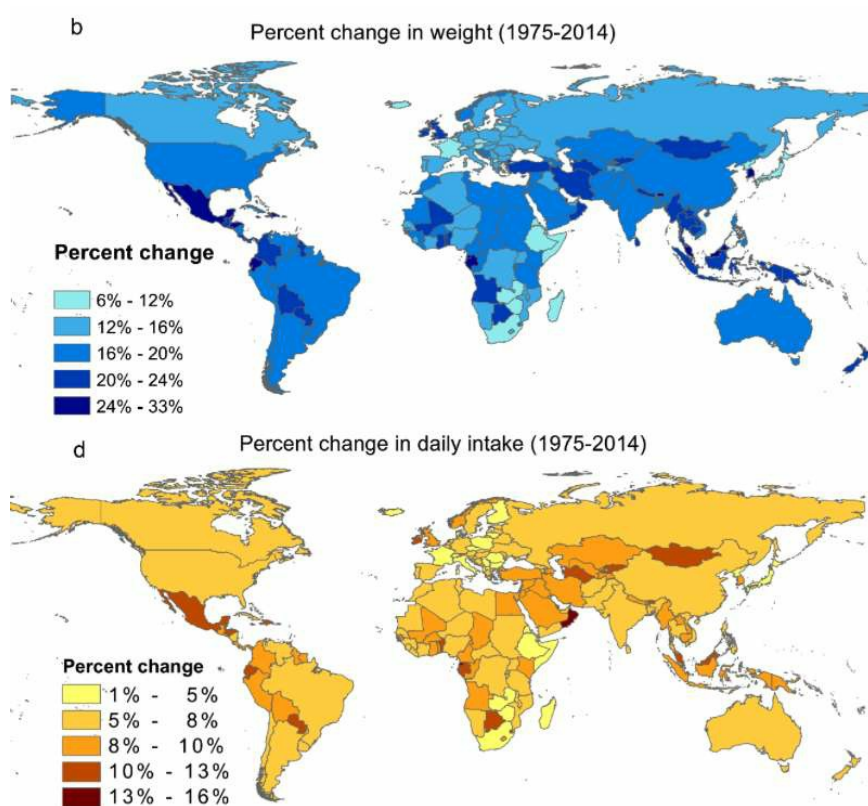 b
Percent change in weight (1975-2014)
Percent change
6% - 12%
12% - 16%
16% - 20%
20% - 24%
24% - 33%
d
Percent change in daily intake (1975-2014)
Percent change
1% - 5%
5% - 8%
8% - 10%
10% - 13%
13% - 16%